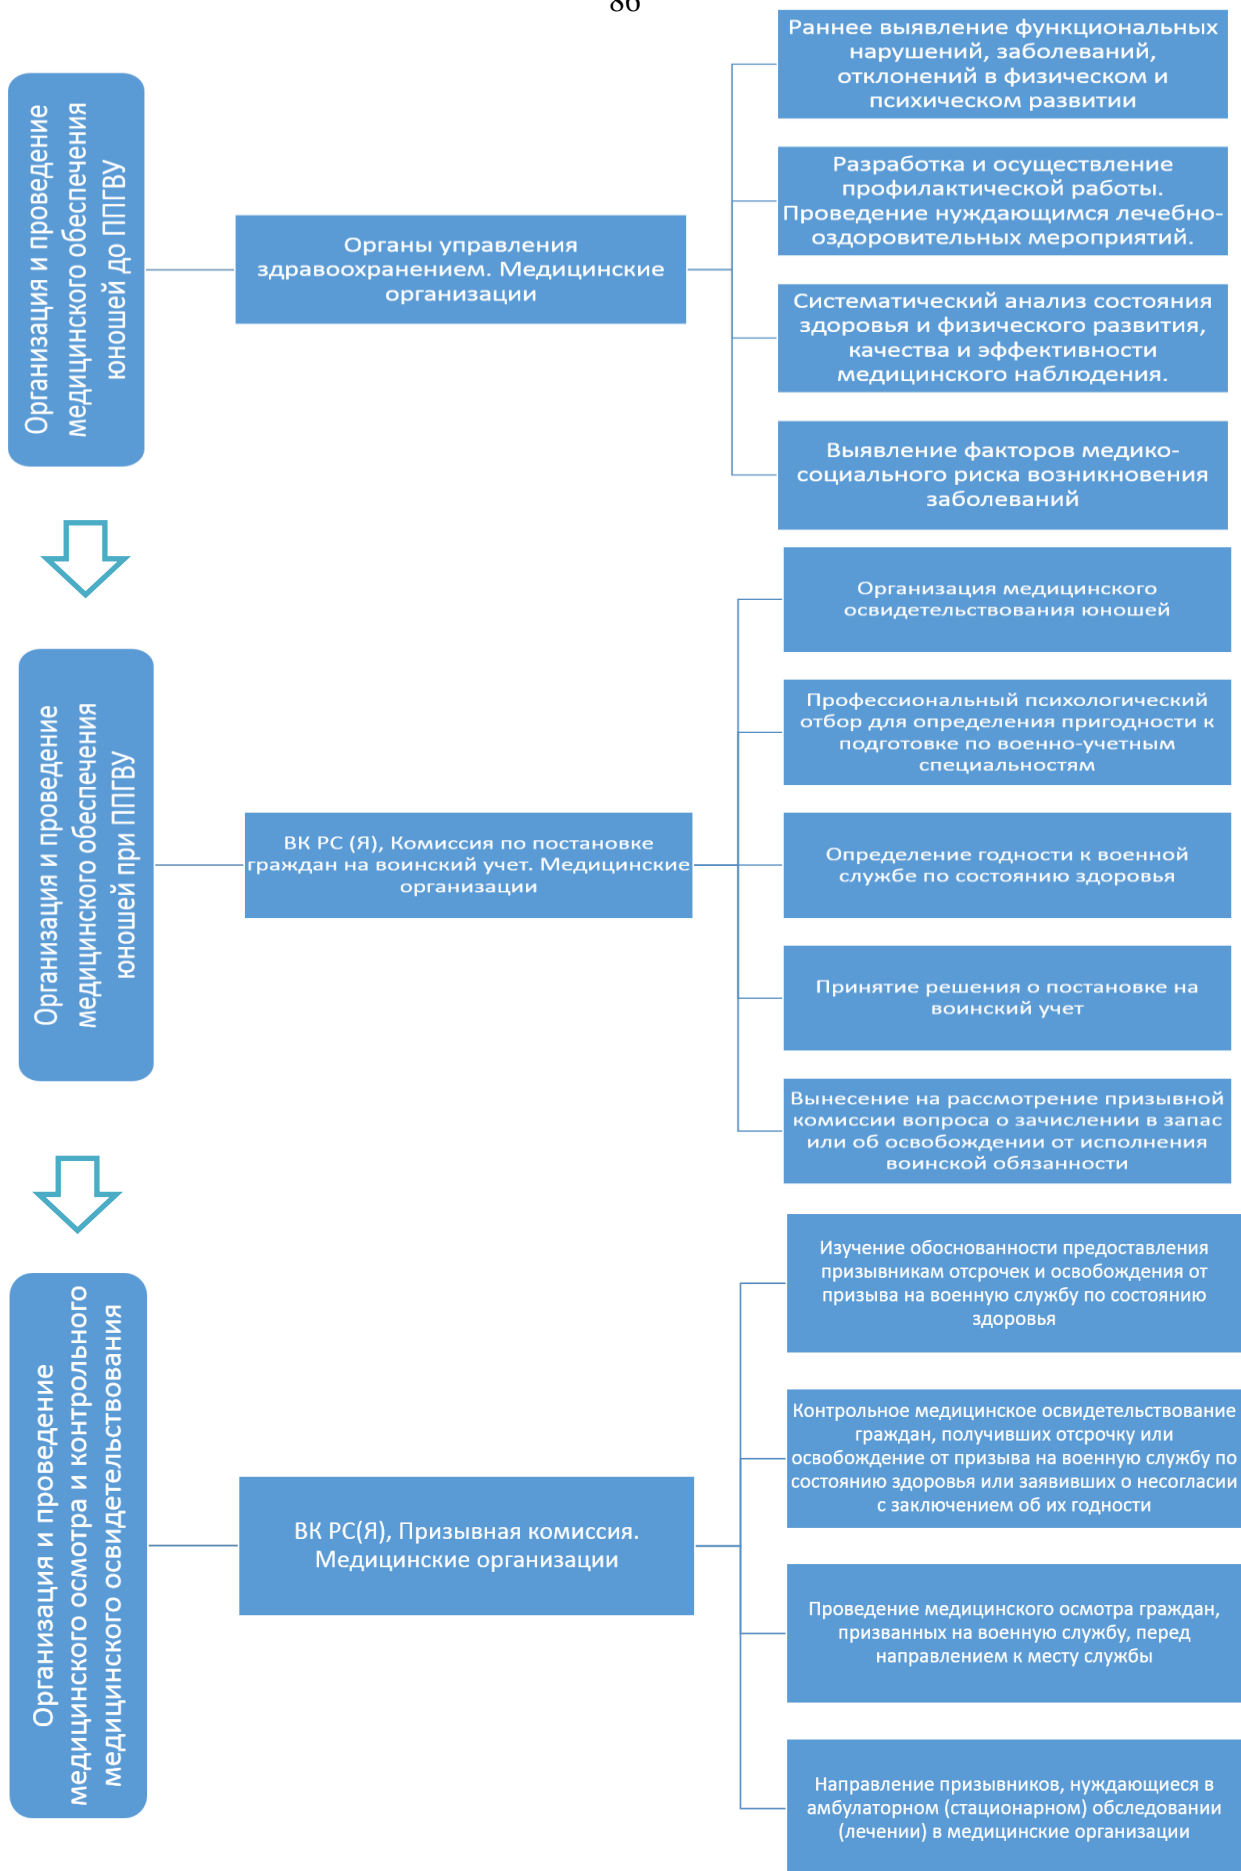 86
Организация и проведение
медицинского обеспечения
юношей до ППГВУ
Органы управления
здравоохранением. Медицинские
организации
Раннее выявление функциональных
нарушений, заболеваний,
отклонений в физическом и
психическом развитии
Разработка и осуществление
профилактической работы.
Проведение нуждающимся лечебно-
оздоровительных мероприятий.
Систематический анализ состояния
здоровья и физического развития,
качества и эффективности
медицинского наблюдения.
Выявление факторов медико-
социального риска возникновения
заболеваний
Организация и проведение
медицинского обеспечения
юношей при ППГВУ
ВК РС (Я), Комиссия по постановке
граждан на воинский учет. Медицинские
организации
Организация медицинского
освидетельствования юношей
Профессиональный психологический
отбор для определения пригодности к
подготовке по военно-учетным
специальностям
Определение годности к военной
службе по состоянию здоровья
Принятие решения о постановке на
воинский учет
Вынесение на рассмотрение призывной
комиссии вопроса о зачислении в запас
или об освобождении от исполнения
воинской обязанности
Организация и проведение
медицинского осмотра и контрольного
медицинского освидетельствования
ВК РС(Я), Призывная комиссия.
Медицинские организации
Изучение обоснованности предоставления
призывникам отсрочек и освобождения от
призыва на военную службу по состоянию
здоровья
Контрольное медицинское освидетельствование
граждан, получивших отсрочку или
освобождение от призыва на военную службу по
состоянию здоровья или заявивших о несогласии
с заключением об их годности
Проведение медицинского осмотра граждан,
призванных на военную службу, перед
направлением к месту службы
Направление призывников, нуждающиеся в
амбулаторном (стационарном) обследовании
(лечении) в медицинские организации